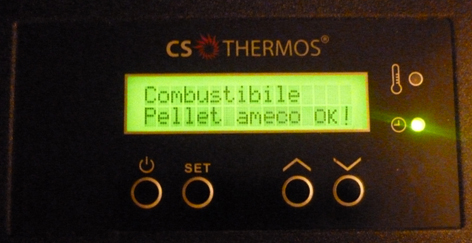 CS THERMOS®
Combustibile
Pellet ameco OK!
SET